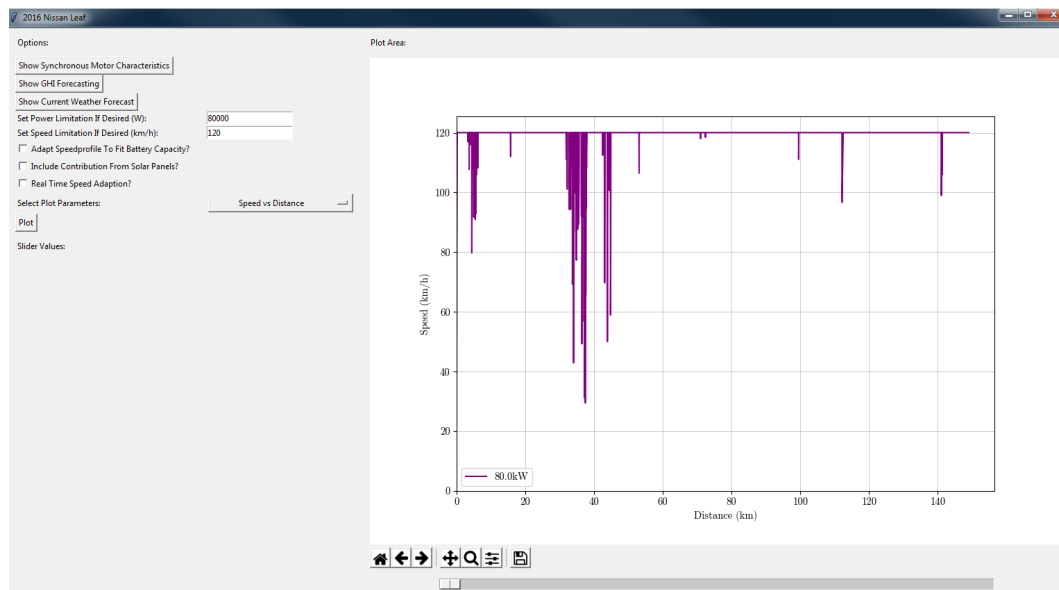 2016 Nissan Leaf
Options:
Show Synchronous Motor Characteristics
Show GHI Forecasting
Show Current Weather Forecast
Set Power Limitation If Desired (W): 80000
Set Speed Limitation If Desired (km/h): 120
Adapt Speedprofile To Fit Battery Capacity?
Include Contribution From Solar Panels?
Real Time Speed Adaption?
Select Plot Parameters: Speed vs Distance
Plot
Slider Values:
Plot Area:
120
100
80
60
40
20
0
Speed (km/h)
80.0kW
0 20 40 60 80 100 120 140
Distance (km)